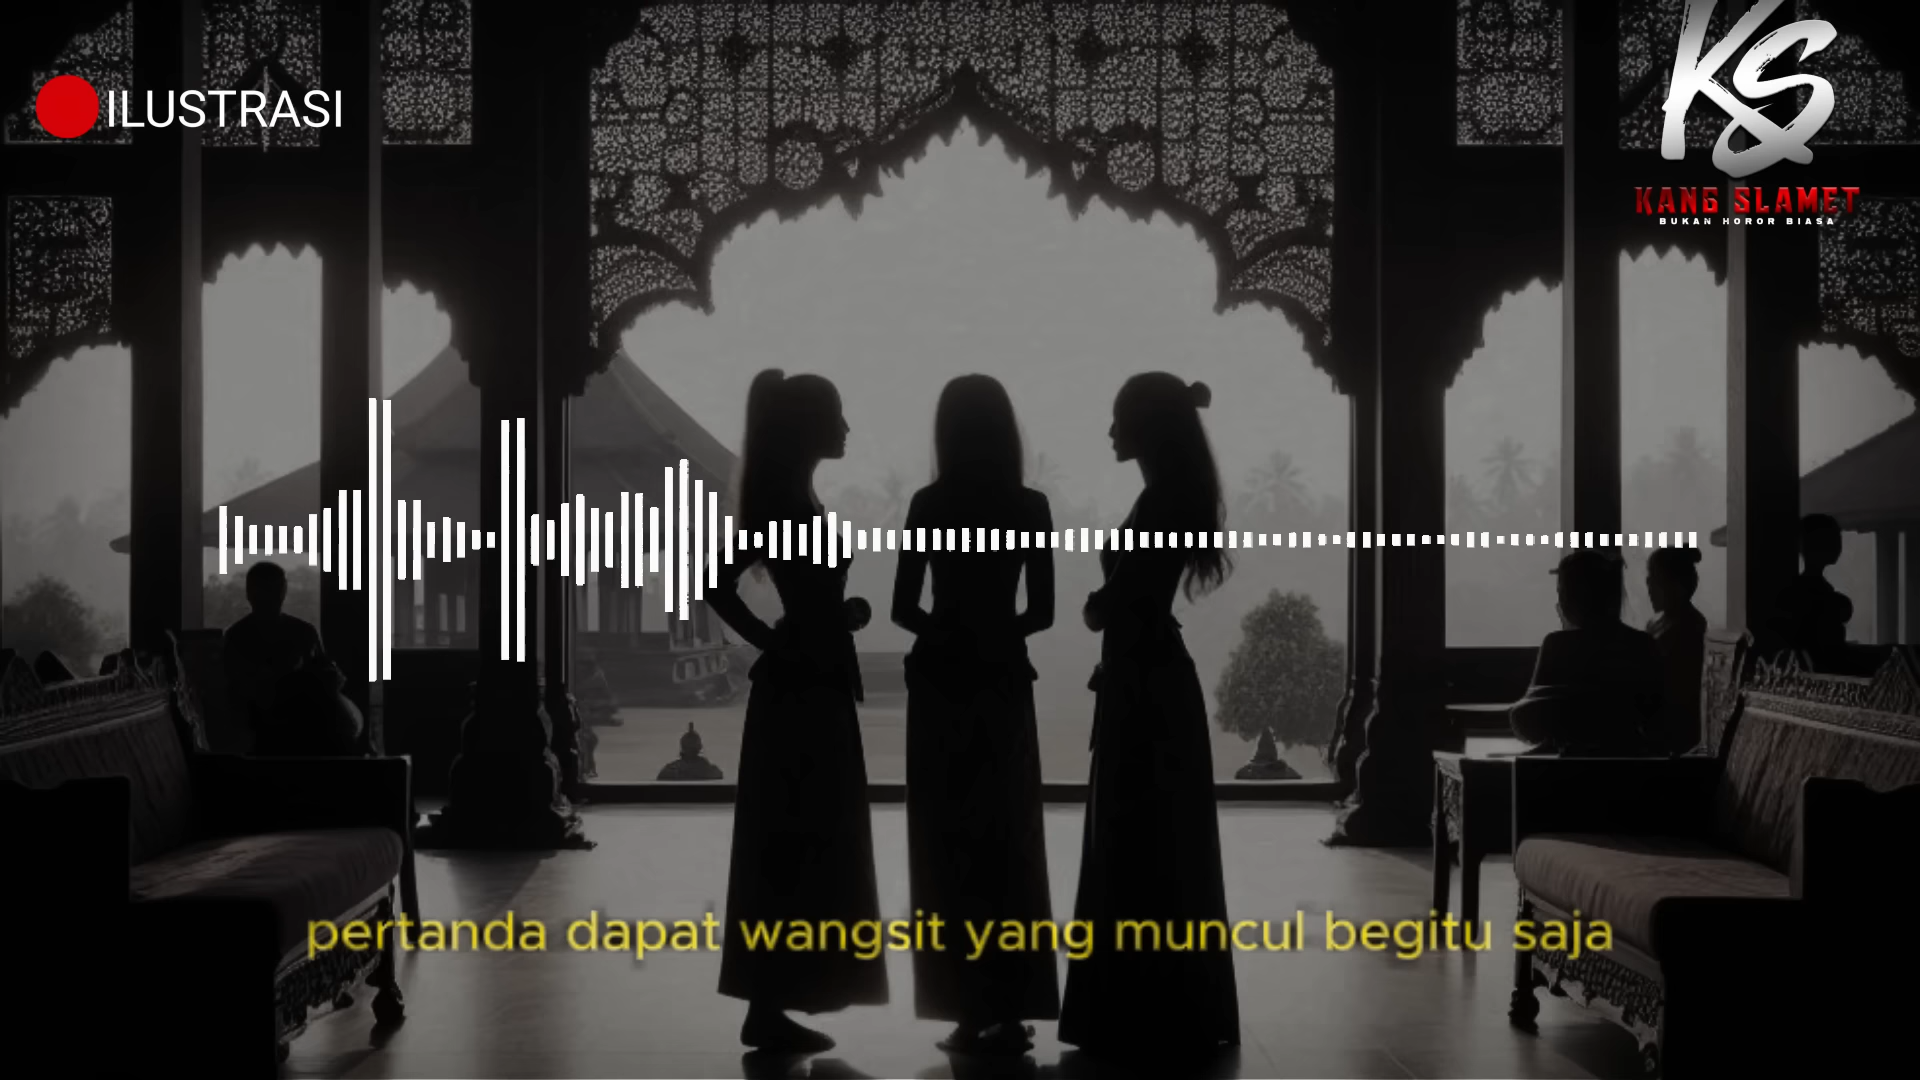 ILUSTRASI
KS
KANG SLAMET
BUKAN HOROR BIASA
pertanda dapat wangsit yang muncul begitu saja